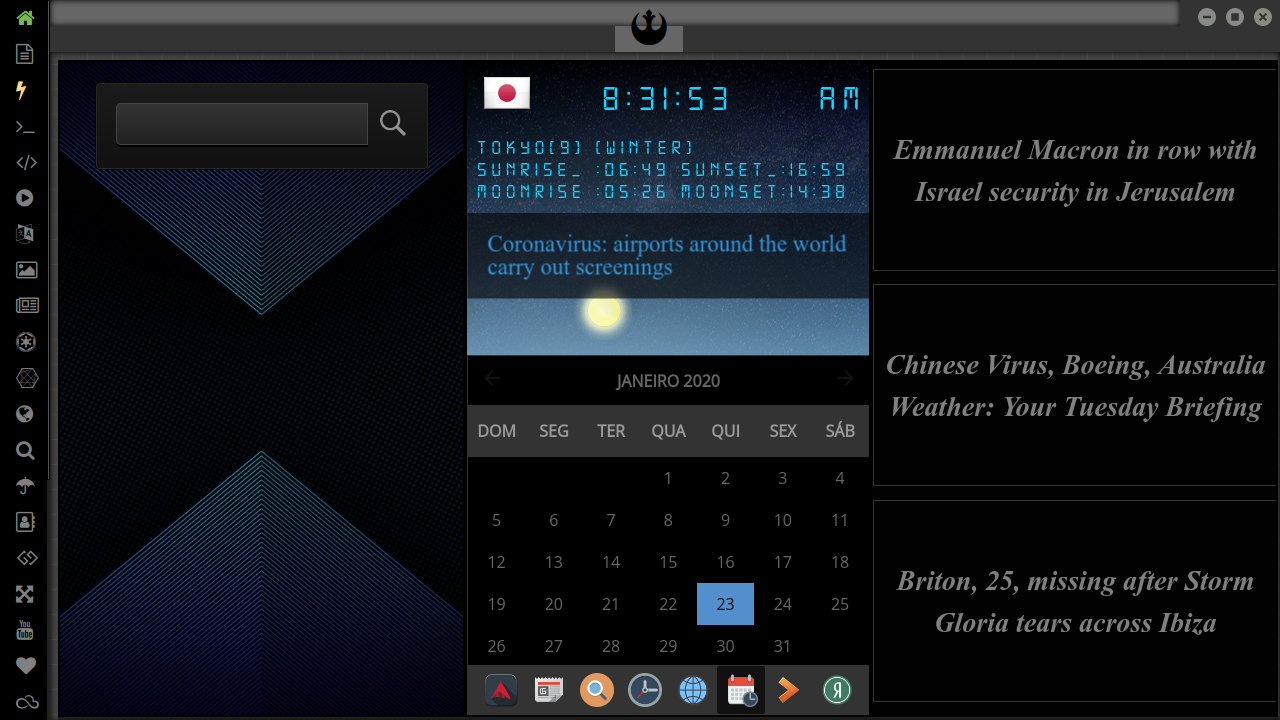 8:31:53 AM
TOKYO(9) (WINTER)
SUNRISE_ :06:49 SUNSET_:16:59
MOONRISE :05:26 MOONSET:14:38
Coronavirus: airports around the world
carry out screenings
JANEIRO 2020
DOM SEG TER QUA QUI SEX SÁB
1 2 3 4
5 6 7 8 9 10 11
12 13 14 15 16 17 18
19 20 21 22 23 24 25
26 27 28 29 30 31
Emmanuel Macron in row with
Israel security in Jerusalem
Chinese Virus, Boeing, Australia
Weather: Your Tuesday Briefing
Briton, 25, missing after Storm
Gloria tears across Ibiza
You
Tube
Я